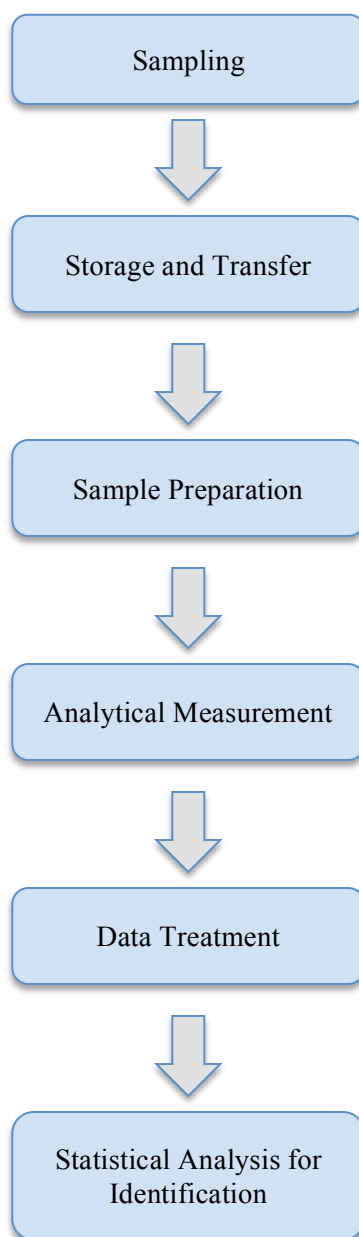 Sampling
Storage and Transfer
Sample Preparation
Analytical Measurement
Data Treatment
Statistical Analysis for
Identification